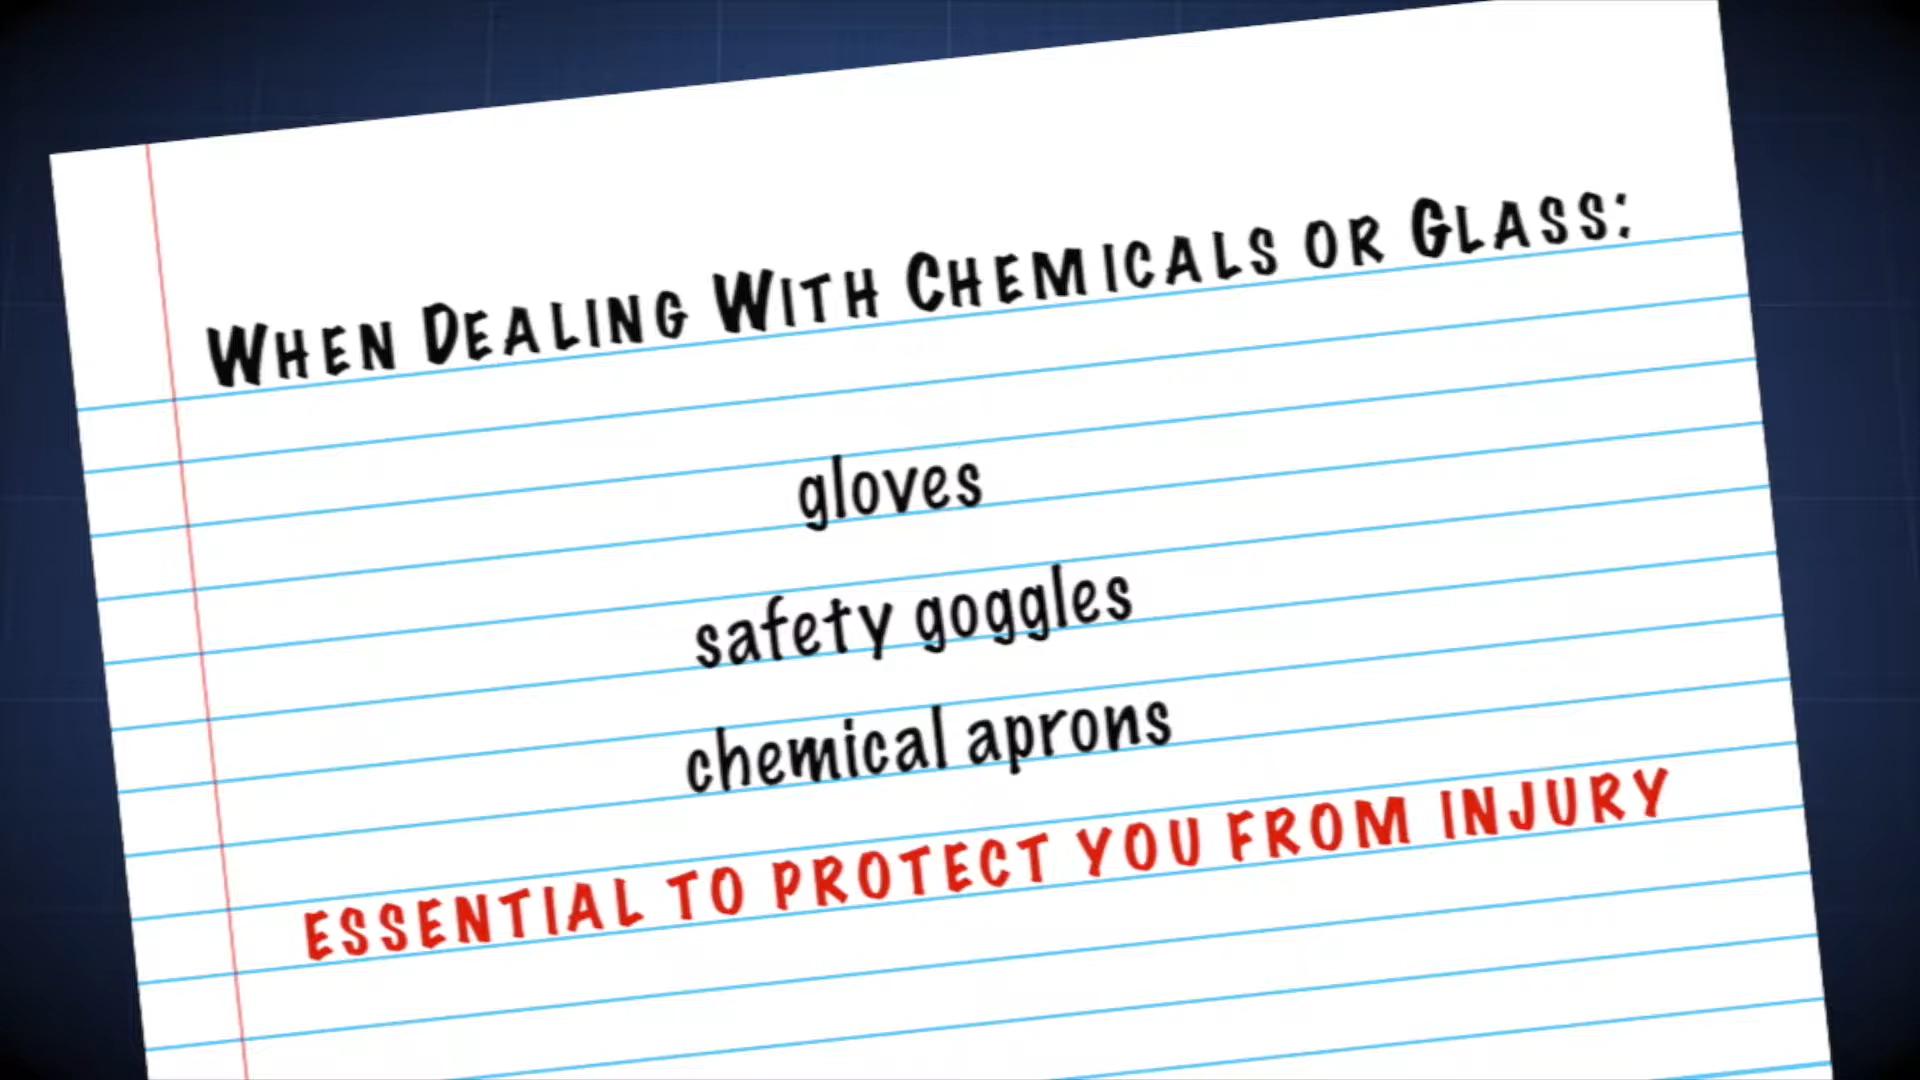 When Dealing With Chemicals or Glass:
gloves
safety goggles
chemical aprons
ESSENTIAL TO PROTECT YOU FROM INJURY